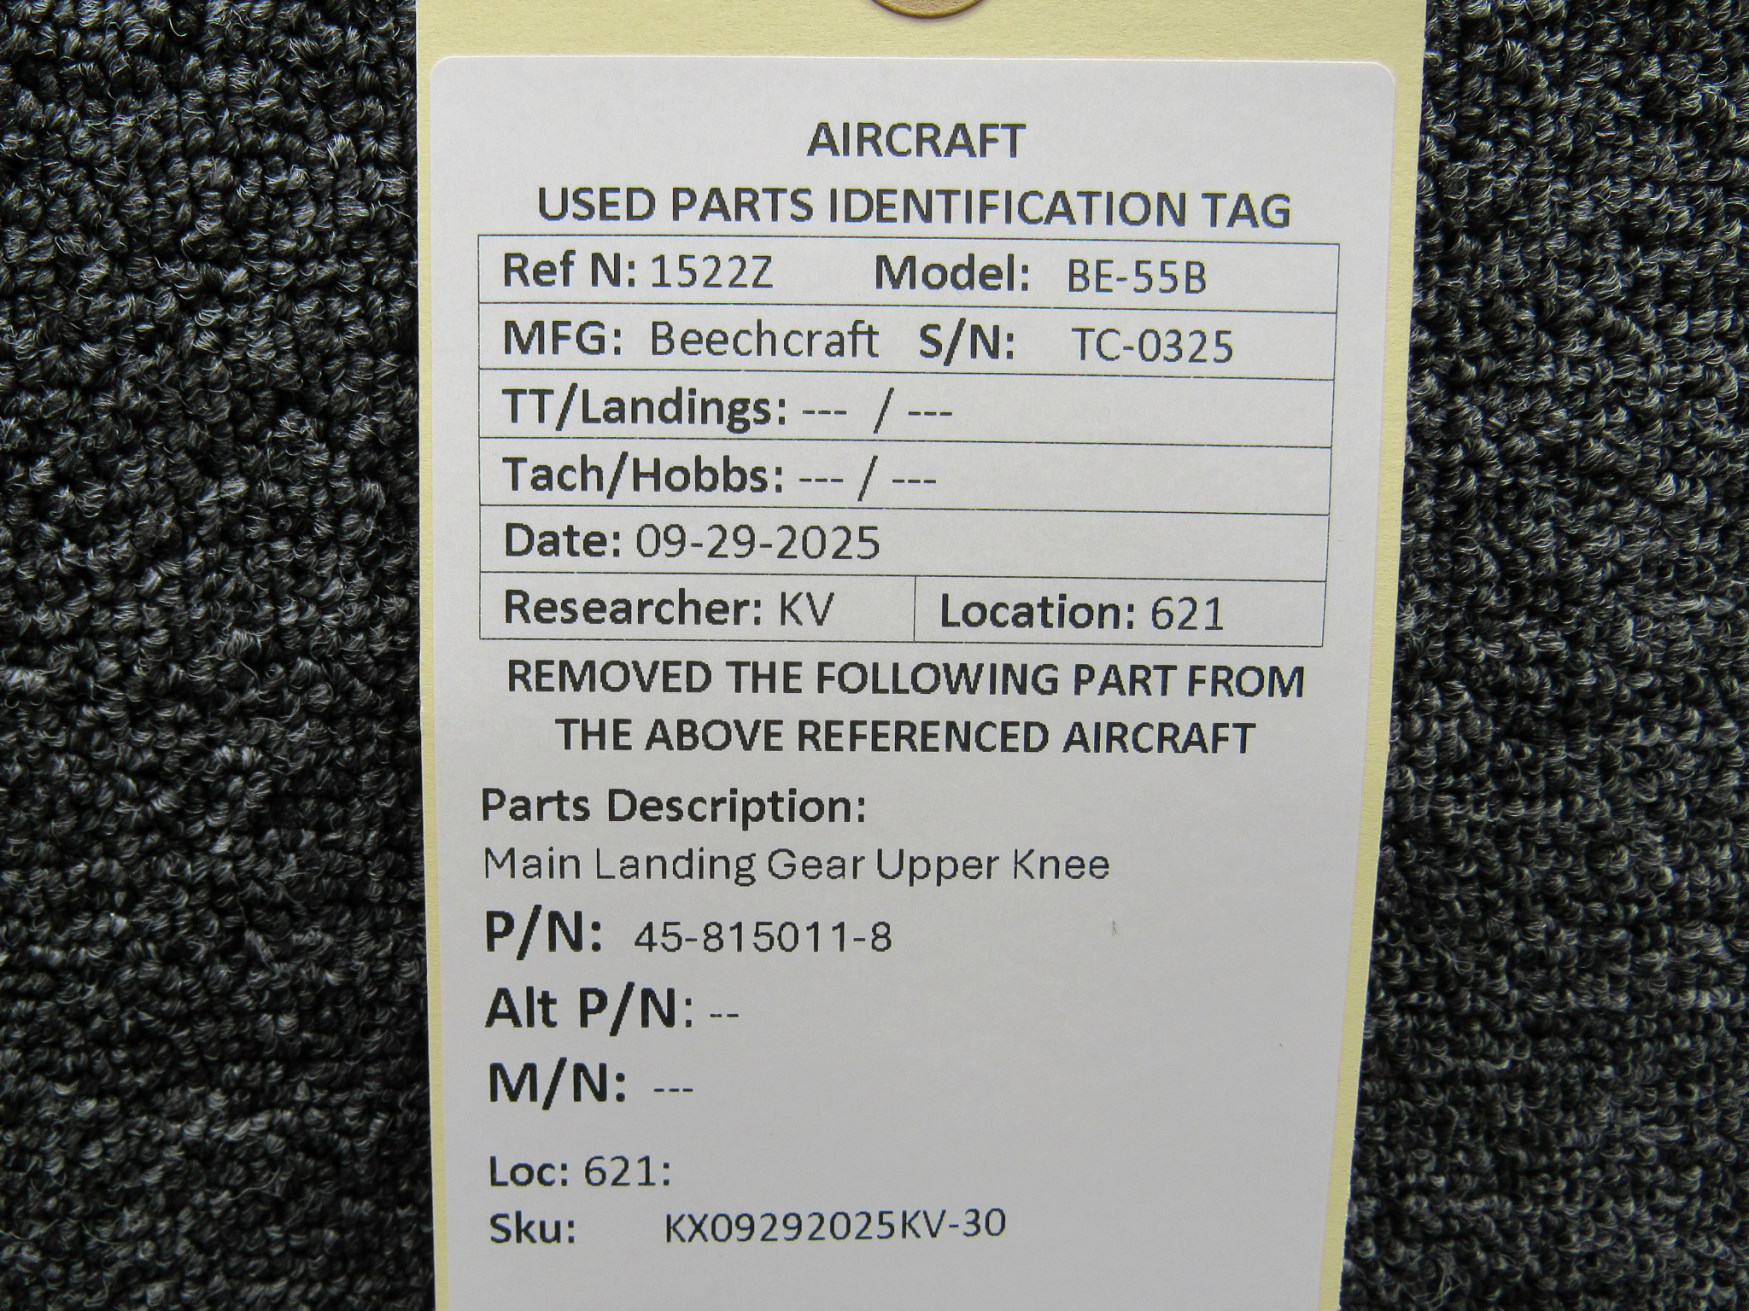 AIRCRAFT
USED PARTS IDENTIFICATION TAG
Ref N: 1522Z Model: BE-55B
MFG: Beechcraft S/N: TC-0325
TT/Landings: --- / ---
Tach/Hobbs: --- / ---
Date: 09-29-2025
Researcher: KV Location: 621
REMOVED THE FOLLOWING PART FROM
THE ABOVE REFERENCED AIRCRAFT
Parts Description:
Main Landing Gear Upper Knee
P/N: 45-815011-8
Alt P/N: --
M/N: ---
Loc: 621:
Sku: KX09292025KV-30